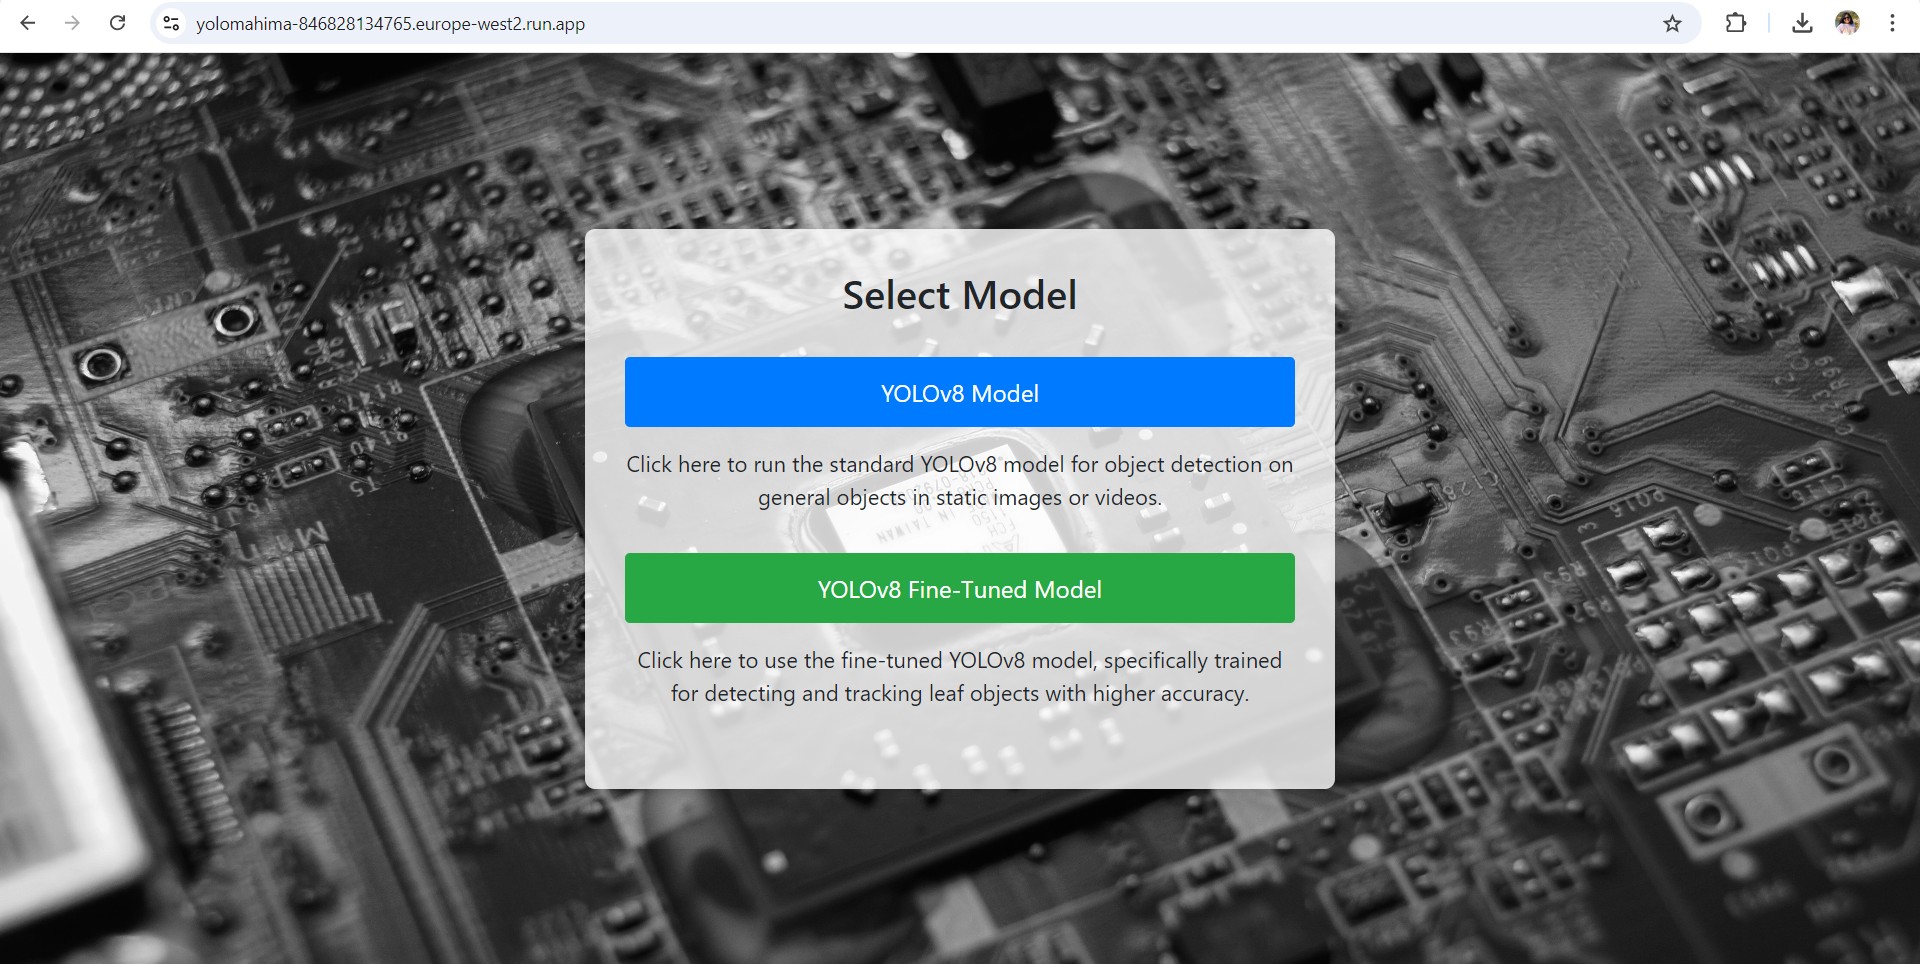 yolomahima-846828134765.europe-west2.run.app
Select Model
YOLOv8 Model
Click here to run the standard YOLOv8 model for object detection on
general objects in static images or videos.
IN TAIWAN
YOLOv8 Fine-Tuned Model
Click here to use the fine-tuned YOLOv8 model, specifically trained
for detecting and tracking leaf objects with higher accuracy.